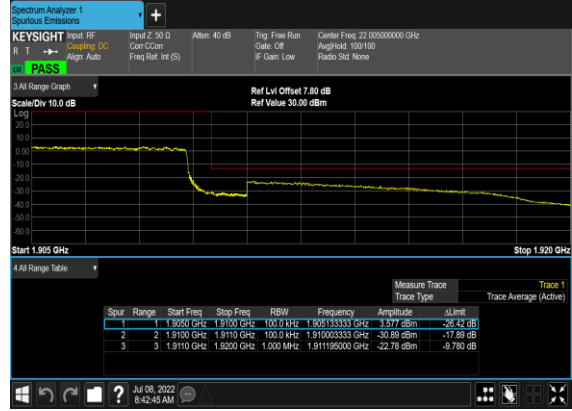 Spectrum Analyzer 1
Spurious Emissions
KEYSIGHT Input: RF Input Z: 50 Ω Atten: 40 dB Trig: Free Run Center Freq: 22.005000000 GHz
R T Coupling: DC Corr CCorr Gate: Off Avg|Hold: 100/100
Align: Auto Freq Ref: Int (S) IF Gain: Low Radio Std: None
PASS
3 All Range Graph Ref Lvl Offset 7.80 dB
Scale/Div 10.0 dB Ref Value 30.00 dBm
Log
20.0
10.0
0.00
-10.0
-20.0
-30.0
-40.0
-50.0
-60.0
Start 1.905 GHz Stop 1.920 GHz
4 All Range Table
Measure Trace Trace 1
Trace Type Trace Average (Active)
Spur Range Start Freq Stop Freq RBW Frequency Amplitude ΔLimit
1 1 1.9050 GHz 1.9100 GHz 100.0 kHz 1.905133333 GHz 3.577 dBm -26.42 dB
2 2 1.9100 GHz 1.9110 GHz 100.0 kHz 1.910003333 GHz -30.89 dBm -17.89 dB
3 3 1.9110 GHz 1.9200 GHz 1.000 MHz 1.911195000 GHz -22.78 dBm -9.780 dB
? Jul 08, 2022
8:42:45 AM